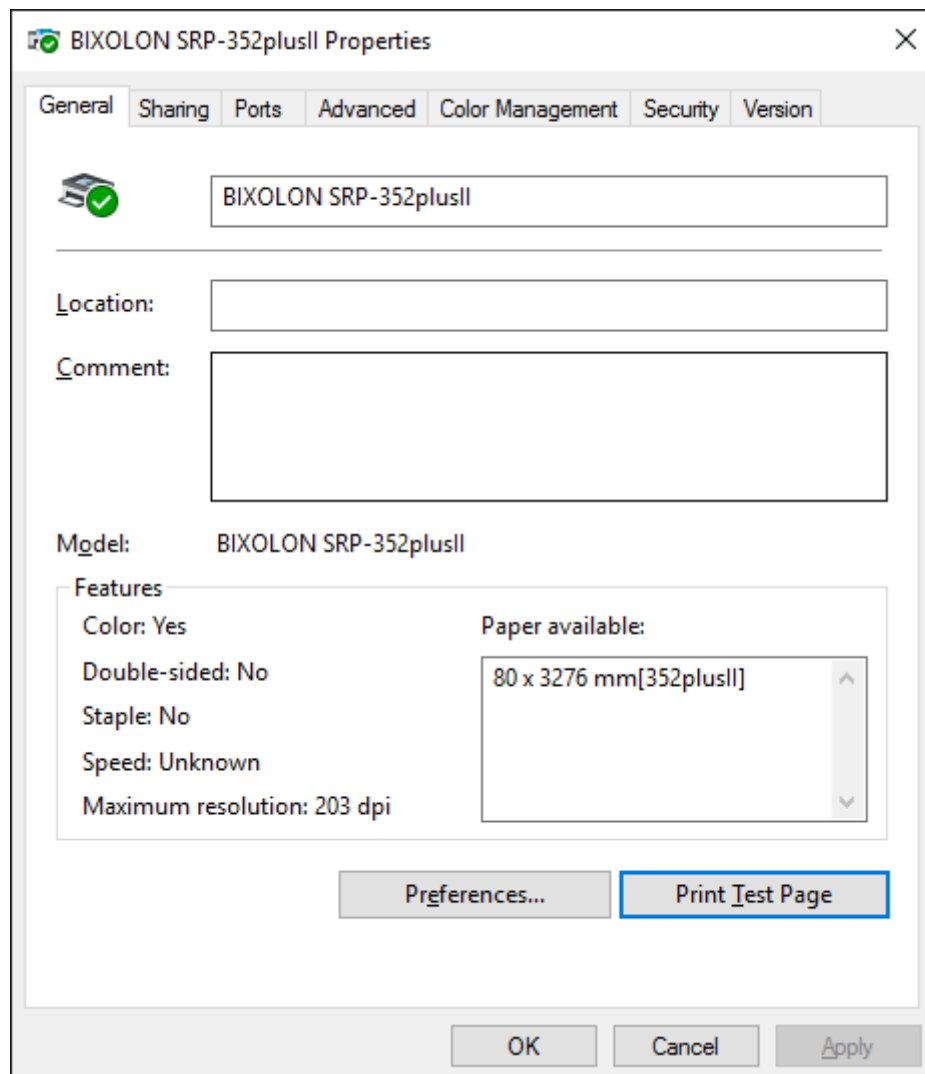 BIXOLON SRP-352plusII Properties
General Sharing Ports Advanced Color Management Security Version
BIXOLON SRP-352plusII
Location:
Comment:
Model: BIXOLON SRP-352plusII
Features
Color: Yes
Paper available:
Double-sided: No
80 x 3276 mm[352plusII]
Staple: No
Speed: Unknown
Maximum resolution: 203 dpi
Preferences... Print Test Page
OK Cancel Apply